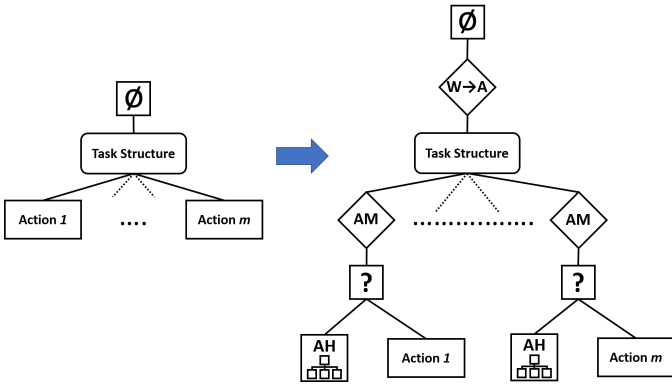 Ø
Task Structure
Action 1
....
Action m
Ø
W→A
Task Structure
AM
AM
?
?
AH
Action 1
AH
Action m